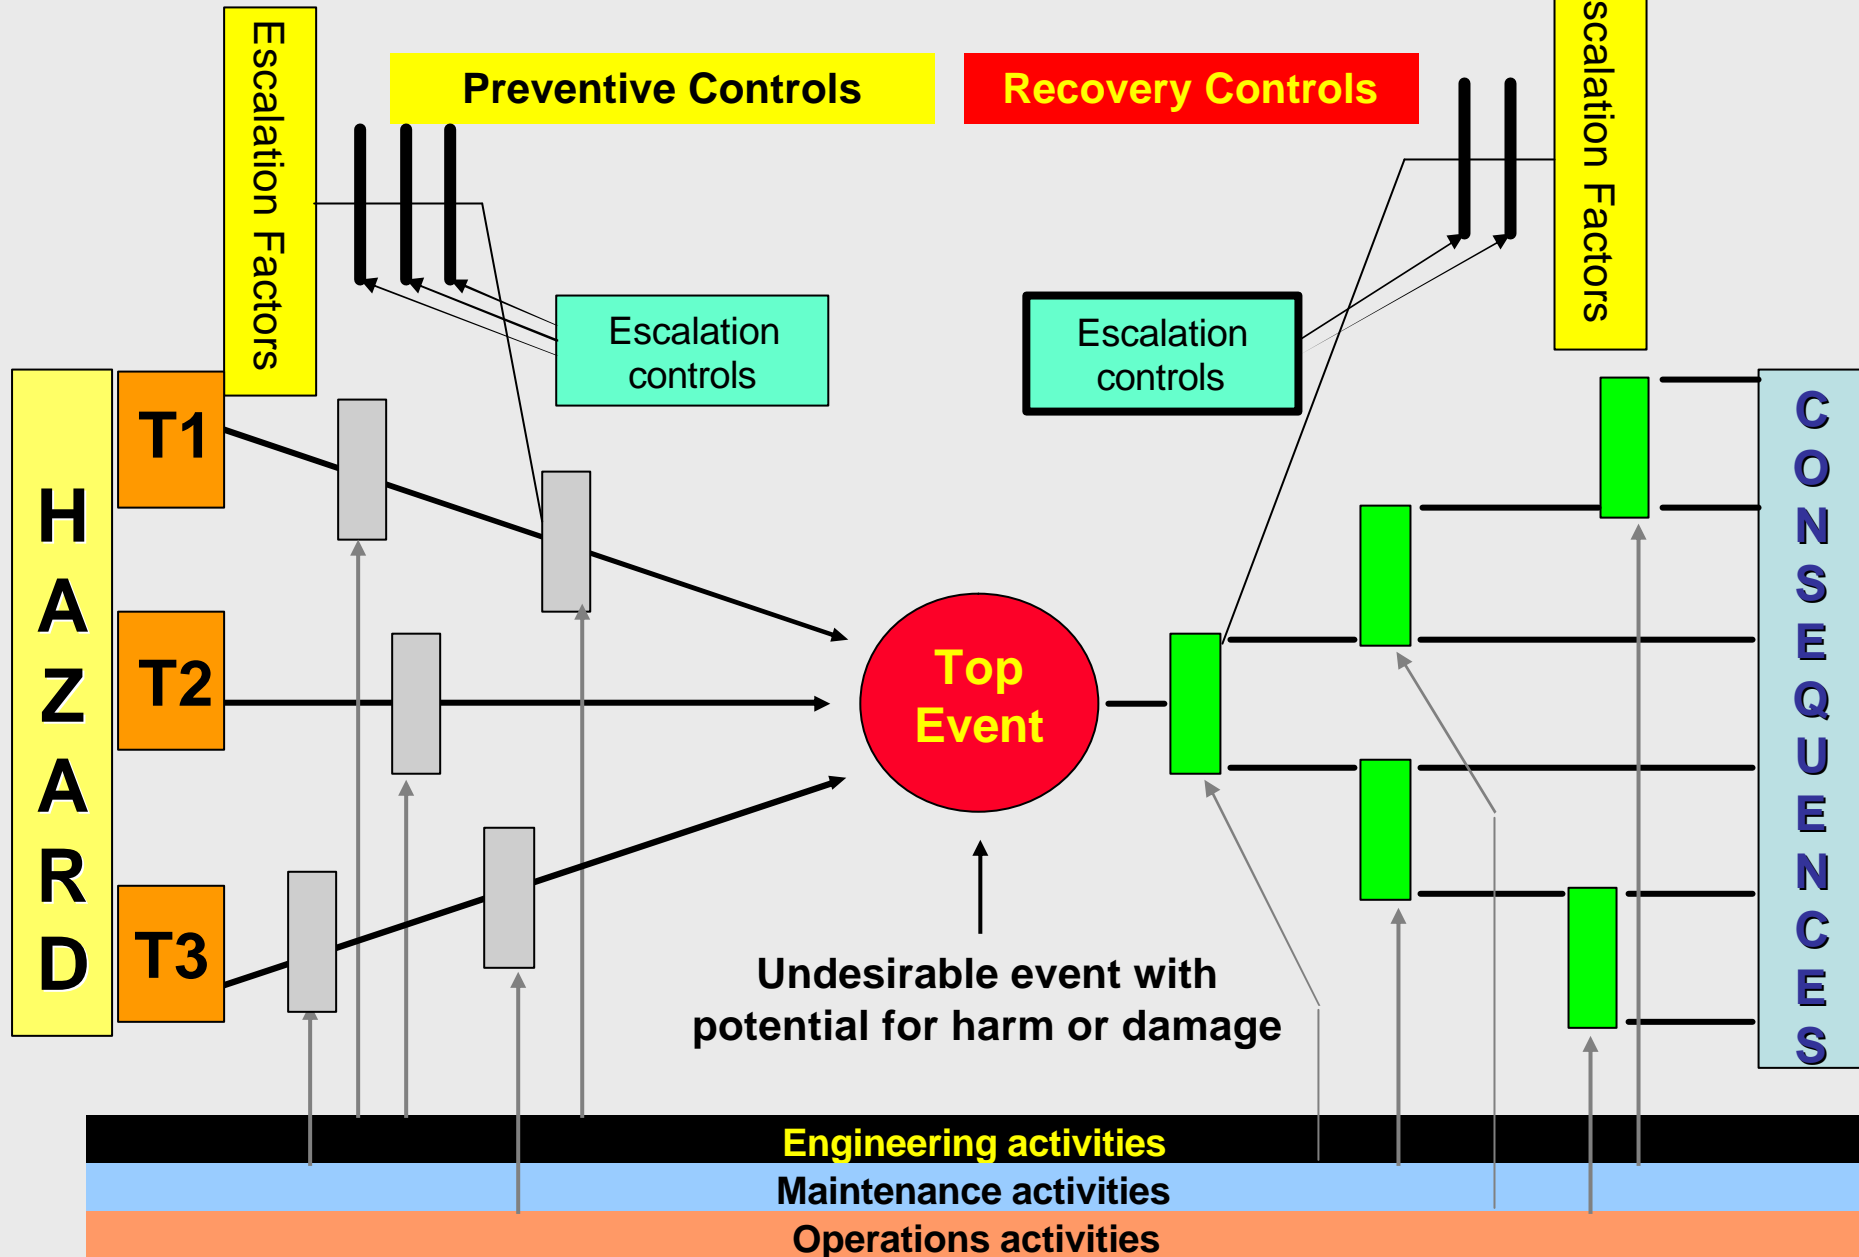 Escalation Factors
Preventive Controls
Recovery Controls
scalation Factors
Escalation
controls
Escalation
controls
HAZARD
T1
T2
T3
Top
Event
CONSEQUENCES
Undesirable event with
potential for harm or damage
Engineering activities
Maintenance activities
Operations activities